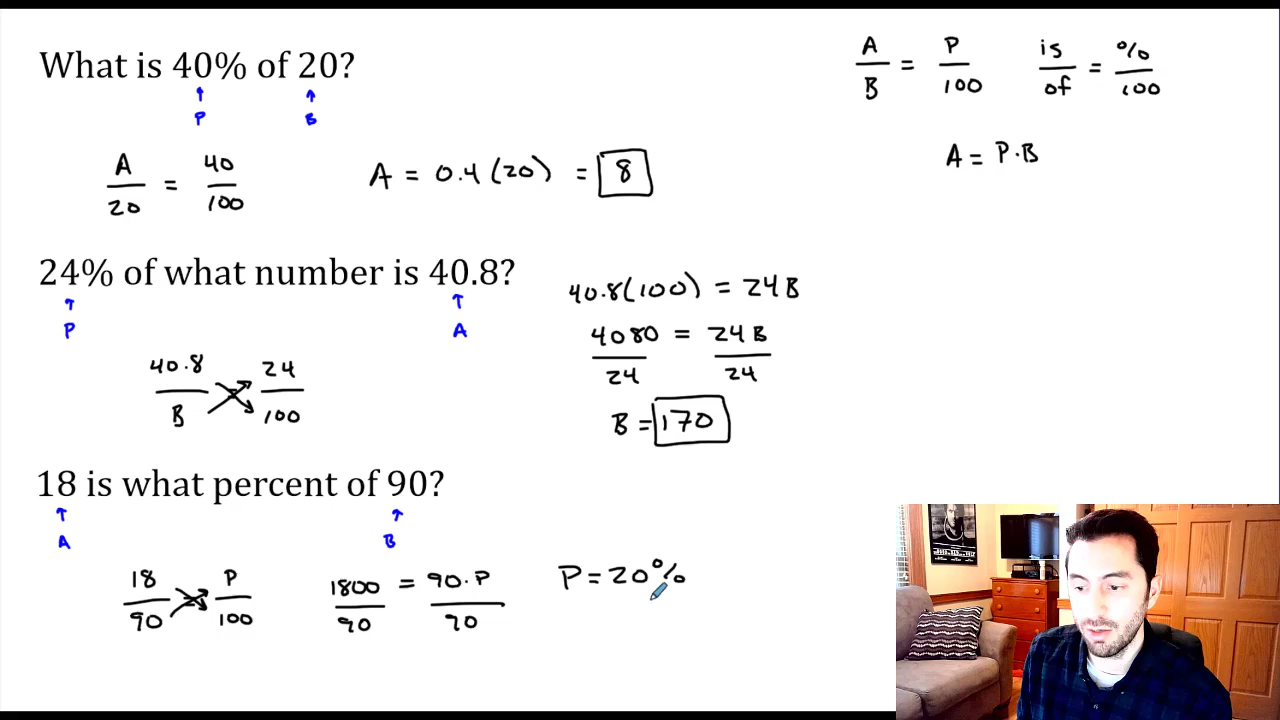 What is 40% of 20?
↑ P ↑ B
A/20 = 40/100
A = 0.4 (20) = 8
A/B = P/100
is/of = %/100
A = P·B
24% of what number is 40.8?
↑ P ↑ A
40.8/B = 24/100
40.8(100) = 24B
4080/24 = 24B/24
B = 170
18 is what percent of 90?
↑ A ↑ B
18/90 = P/100
1800/90 = 90·P/90
P = 20%